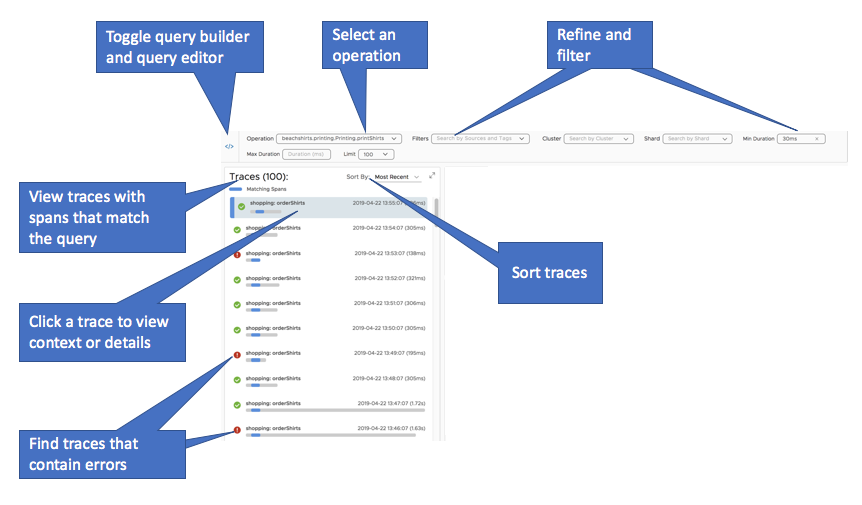 Toggle query builder
and query editor
Select an
operation
Refine and
filter
Operation beachshirts.printing.Printing.printShirts Filters Search by Sources and Tags Cluster Search by Cluster Shard Search by Shard Min Duration 30ms ×
</>
Max Duration Duration (ms) Limit 100
Traces (100): Sort By: Most Recent
Matching Spans
View traces with
spans that match
the query
shopping: orderShirts 2019-04-22 13:55:07
shopping: orderShirts 2019-04-22 13:54:07 (305ms)
shopping: orderShirts 2019-04-22 13:53:07 (138ms)
Sort traces
shopping: orderShirts 2019-04-22 13:52:07 (321ms)
shopping: orderShirts 2019-04-22 13:51:07 (306ms)
Click a trace to view
context or details
shopping: orderShirts 2019-04-22 13:50:07 (305ms)
shopping: orderShirts 2019-04-22 13:49:07 (195ms)
shopping: orderShirts 2019-04-22 13:48:07 (305ms)
shopping: orderShirts 2019-04-22 13:47:07 (1.72s)
shopping: orderShirts 2019-04-22 13:46:07 (1.63s)
Find traces that
contain errors